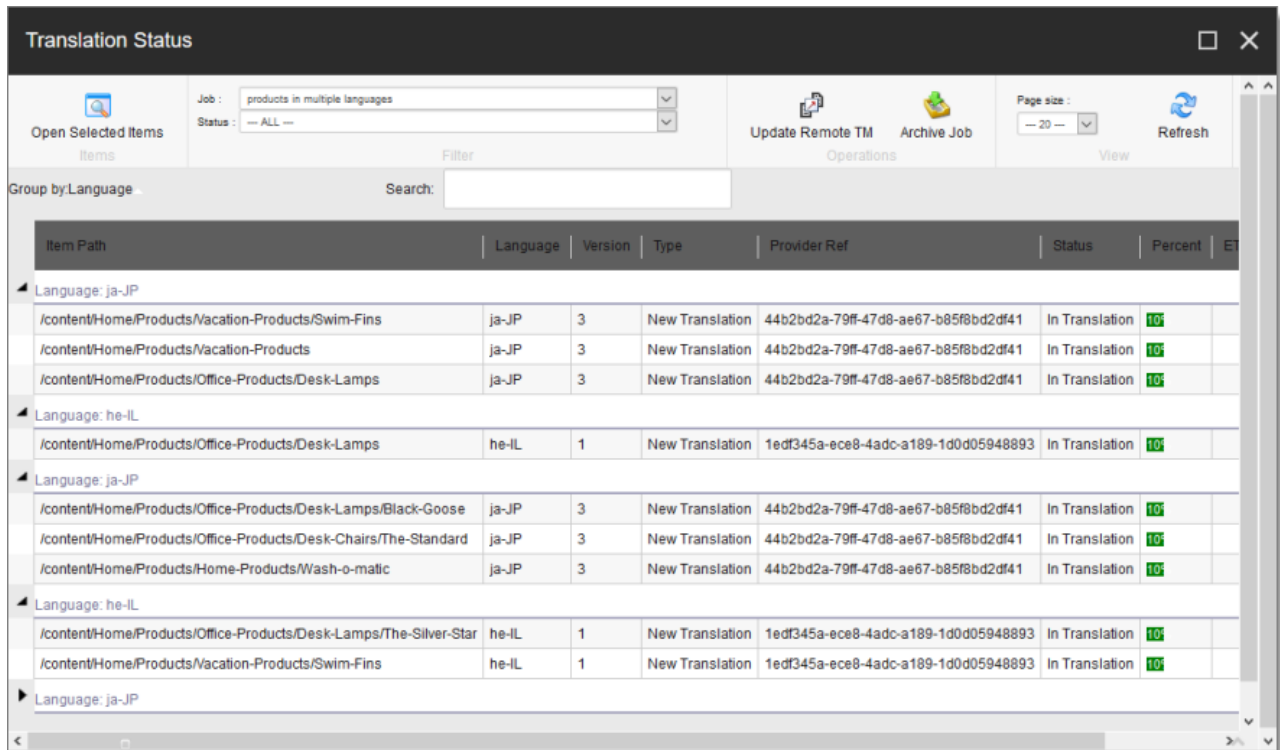 Translation Status
Job : products in multiple languages
Status : — ALL —
Open Selected Items
Items
Filter
Update Remote TM
Archive Job
Operations
Page size :
— 20 —
Refresh
View
Group by:Language
Search:
Item Path Language Version Type Provider Ref Status Percent
Language: ja-JP
/content/Home/Products/Vacation-Products/Swim-Fins ja-JP 3 New Translation 44b2bd2a-79ff-47d8-ae67-b85f8bd2df41 In Translation 10
/content/Home/Products/Vacation-Products ja-JP 3 New Translation 44b2bd2a-79ff-47d8-ae67-b85f8bd2df41 In Translation 10
/content/Home/Products/Office-Products/Desk-Lamps ja-JP 3 New Translation 44b2bd2a-79ff-47d8-ae67-b85f8bd2df41 In Translation 10
Language: he-IL
/content/Home/Products/Office-Products/Desk-Lamps he-IL 1 New Translation 1edf345a-ece8-4adc-a189-1d0d05948893 In Translation 10
Language: ja-JP
/content/Home/Products/Office-Products/Desk-Lamps/Black-Goose ja-JP 3 New Translation 44b2bd2a-79ff-47d8-ae67-b85f8bd2df41 In Translation 10
/content/Home/Products/Office-Products/Desk-Chairs/The-Standard ja-JP 3 New Translation 44b2bd2a-79ff-47d8-ae67-b85f8bd2df41 In Translation 10
/content/Home/Products/Home-Products/Wash-o-matic ja-JP 3 New Translation 44b2bd2a-79ff-47d8-ae67-b85f8bd2df41 In Translation 10
Language: he-IL
/content/Home/Products/Office-Products/Desk-Lamps/The-Silver-Star he-IL 1 New Translation 1edf345a-ece8-4adc-a189-1d0d05948893 In Translation 10
/content/Home/Products/Vacation-Products/Swim-Fins he-IL 1 New Translation 1edf345a-ece8-4adc-a189-1d0d05948893 In Translation 10
Language: ja-JP